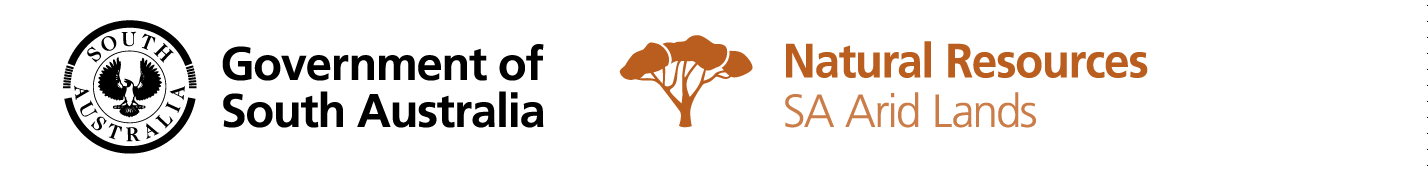 SOUTH
AUSTRALIA
Government of
South Australia
Natural Resources
SA Arid Lands